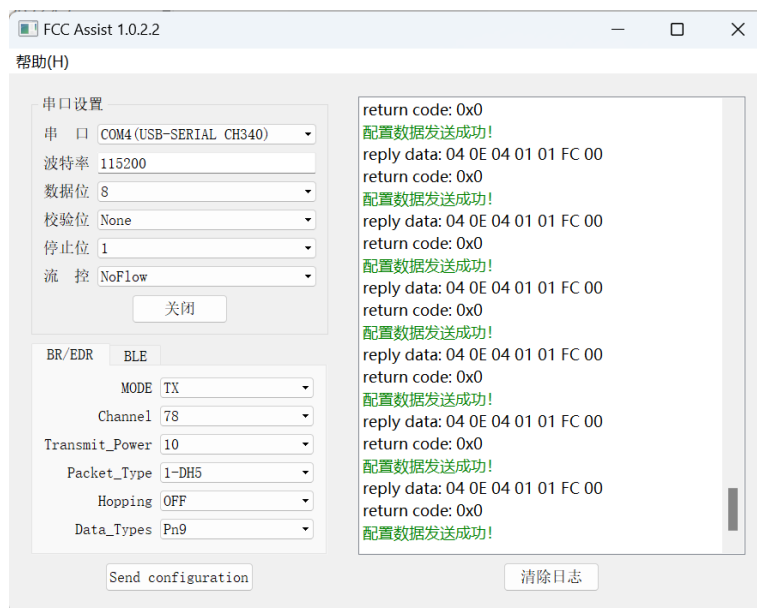 FCC Assist 1.0.2.2
帮助(H)
串口设置
串 口 COM4(USB-SERIAL CH340)
波特率 115200
数据位 8
校验位 None
停止位 1
流 控 NoFlow
关闭
BR/EDR BLE
MODE TX
Channel 78
Transmit_Power 10
Packet_Type 1-DH5
Hopping OFF
Data_Types Pn9
Send configuration
return code: 0x0
配置数据发送成功!
reply data: 04 0E 04 01 01 FC 00
return code: 0x0
配置数据发送成功!
reply data: 04 0E 04 01 01 FC 00
return code: 0x0
配置数据发送成功!
reply data: 04 0E 04 01 01 FC 00
return code: 0x0
配置数据发送成功!
reply data: 04 0E 04 01 01 FC 00
return code: 0x0
配置数据发送成功!
reply data: 04 0E 04 01 01 FC 00
return code: 0x0
配置数据发送成功!
reply data: 04 0E 04 01 01 FC 00
return code: 0x0
配置数据发送成功!
清除日志